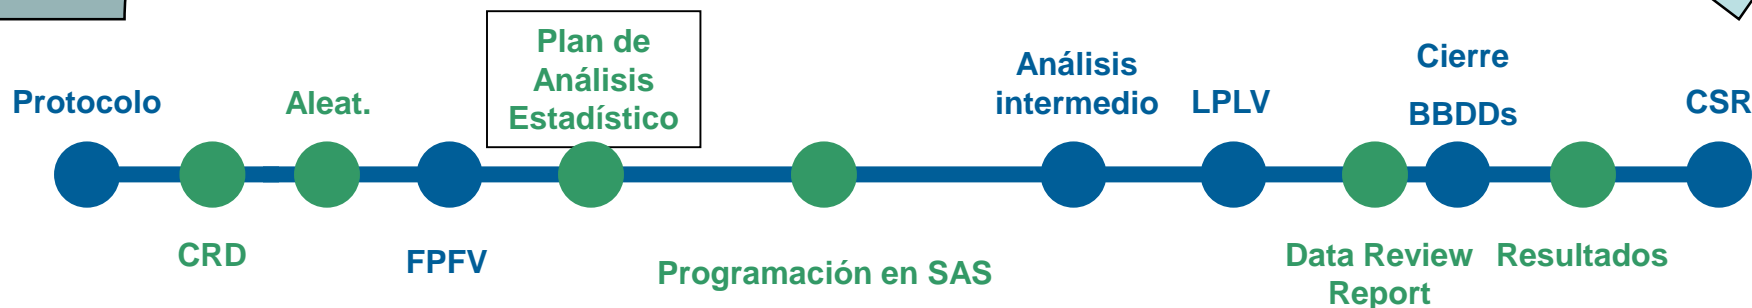 Protocolo
CRD
Aleat.
FPFV
Plan de
Análisis
Estadístico
Programación en SAS
Análisis
intermedio
LPLV
Data Review
Report
Cierre
BBDDs
Resultados
CSR